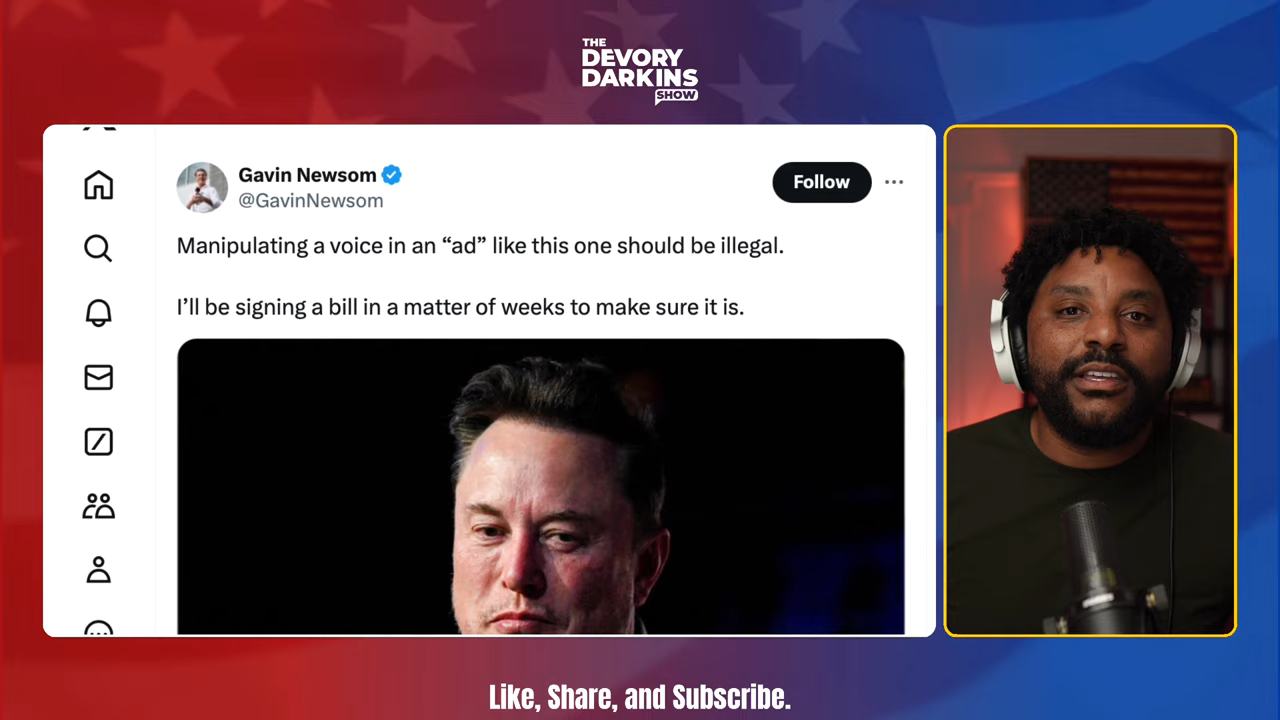 THE
DEVORY
DARKINS
SHOW
Gavin Newsom
@GavinNewsom
Follow
Manipulating a voice in an “ad” like this one should be illegal.
I’ll be signing a bill in a matter of weeks to make sure it is.
Like, Share, and Subscribe.